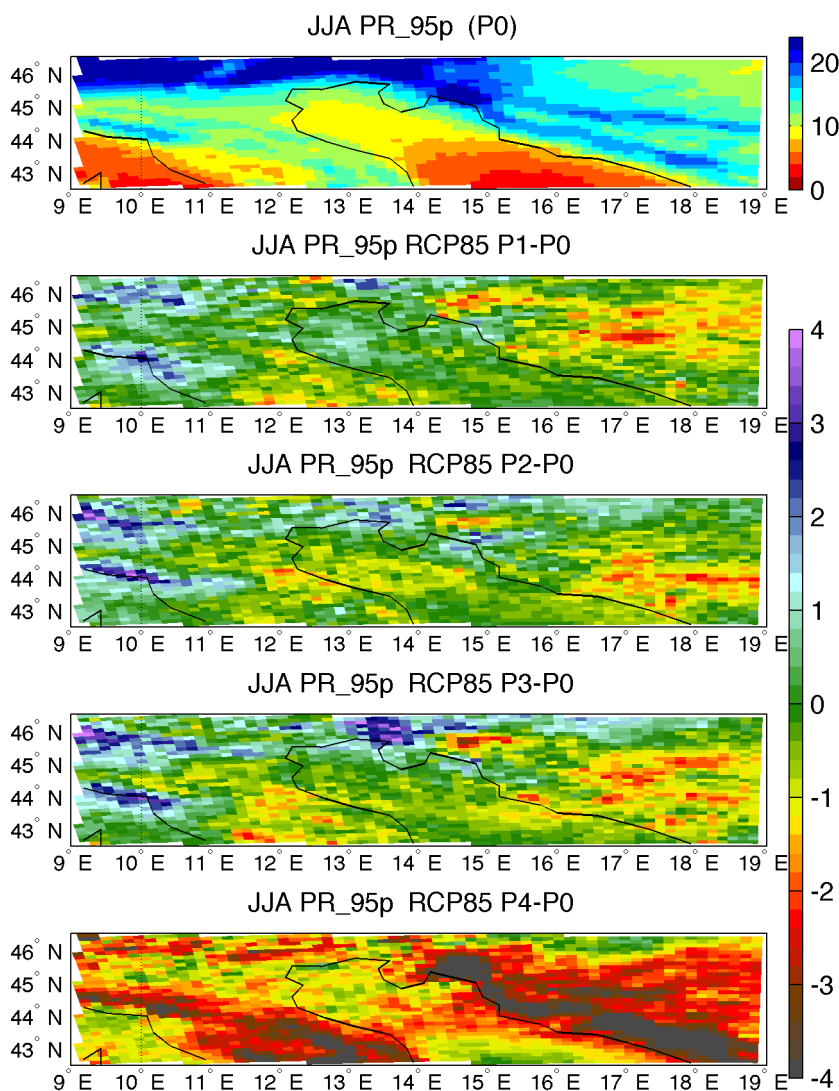 JJA PR_95p (P0)
46° N
45° N
44° N
43° N
9° E 10° E 11° E 12° E 13° E 14° E 15° E 16° E 17° E 18° E 19° E
20
10
0
JJA PR_95p RCP85 P1-P0
46° N
45° N
44° N
43° N
9° E 10° E 11° E 12° E 13° E 14° E 15° E 16° E 17° E 18° E 19° E
JJA PR_95p RCP85 P2-P0
46° N
45° N
44° N
43° N
9° E 10° E 11° E 12° E 13° E 14° E 15° E 16° E 17° E 18° E 19° E
JJA PR_95p RCP85 P3-P0
46° N
45° N
44° N
43° N
9° E 10° E 11° E 12° E 13° E 14° E 15° E 16° E 17° E 18° E 19° E
JJA PR_95p RCP85 P4-P0
46° N
45° N
44° N
43° N
9° E 10° E 11° E 12° E 13° E 14° E 15° E 16° E 17° E 18° E 19° E
4
3
2
1
0
-1
-2
-3
-4